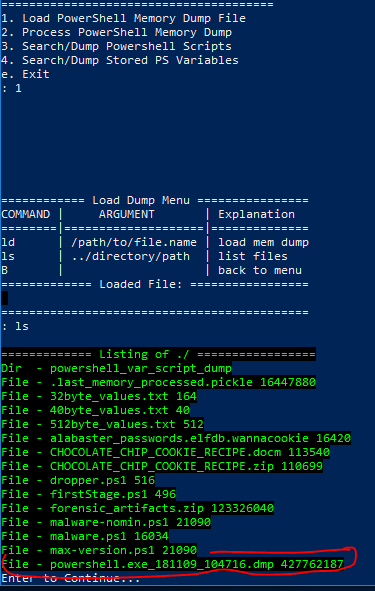 ========================================
1. Load PowerShell Memory Dump File
2. Process PowerShell Memory Dump
3. Search/Dump Powershell Scripts
4. Search/Dump Stored PS Variables
e. Exit
: 1
============ Load Dump Menu ================
COMMAND |     ARGUMENT       | Explanation
========|====================|=============
ld      | /path/to/file.name | load mem dump
ls      | ../directory/path  | list files
B       |                    | back to menu
============= Loaded File: =================
============================================
: ls
============= Listing of ./ =================
Dir  - powershell_var_script_dump
File - .last_memory_processed.pickle 16447880
File - 32byte_values.txt 164
File - 40byte_values.txt 40
File - 512byte_values.txt 512
File - alabaster_passwords.elfdb.wannacookie 16420
File - CHOCOLATE_CHIP_COOKIE_RECIPE.docm 113540
File - CHOCOLATE_CHIP_COOKIE_RECIPE.zip 110699
File - dropper.ps1 516
File - firstStage.ps1 496
File - forensic_artifacts.zip 123326040
File - malware-nomin.ps1 21090
File - malware.ps1 16034
File - max-version.ps1 21090
File - powershell.exe_181109_104716.dmp 427762187
Enter to Continue...